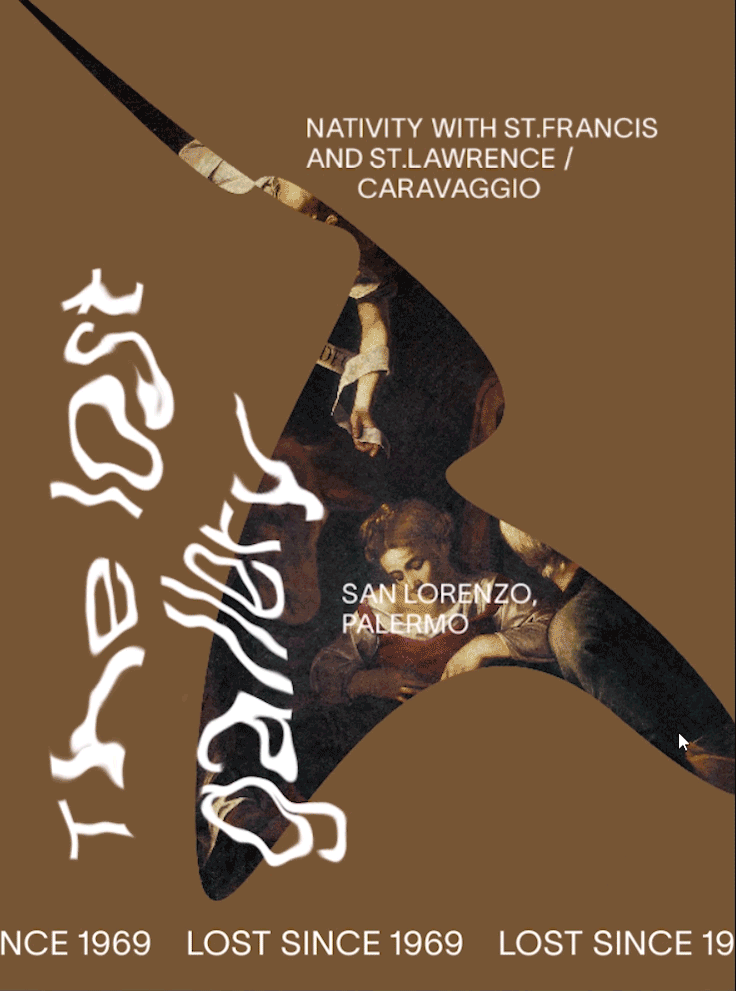 NATIVITY WITH ST.FRANCIS
AND ST.LAWRENCE /
CARAVAGGIO
The lost
gallery
SAN LORENZO,
PALERMO
NCE 1969 LOST SINCE 1969 LOST SINCE 19